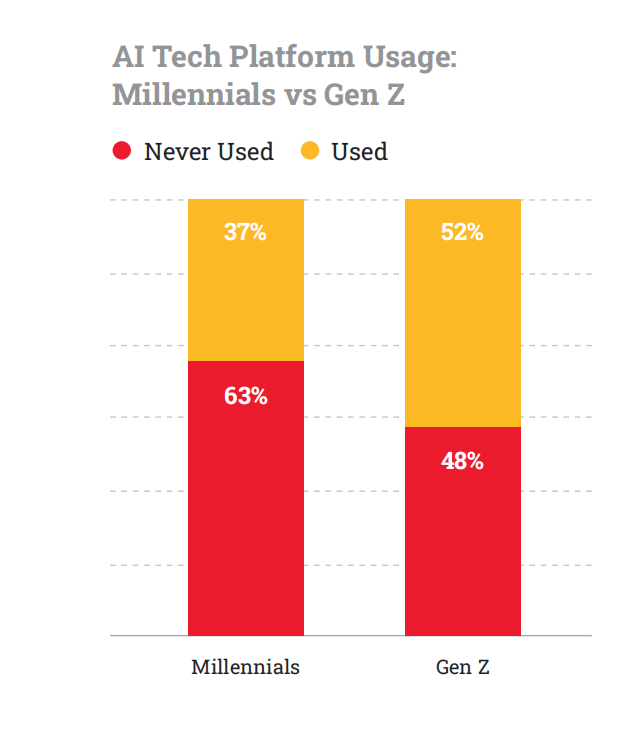 AI Tech Platform Usage:
Millennials vs Gen Z
Never Used Used
37% 52%
63%
48%
Millennials Gen Z